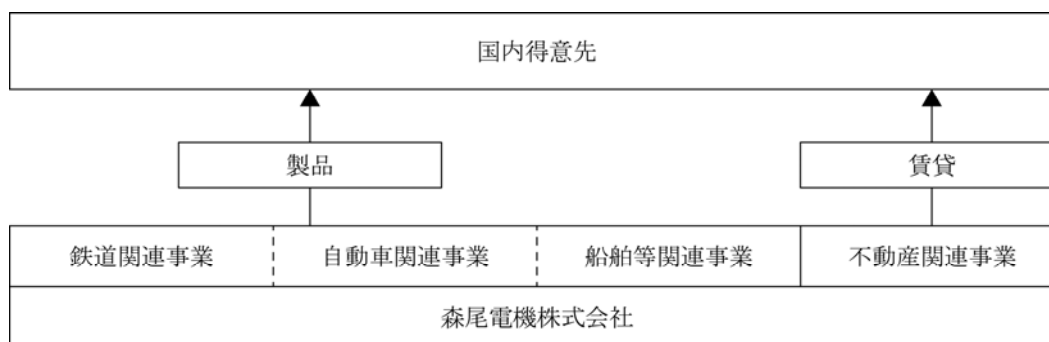 国内得意先
製品
賃貸
鉄道関連事業
自動車関連事業
船舶等関連事業
不動産関連事業
森尾電機株式会社